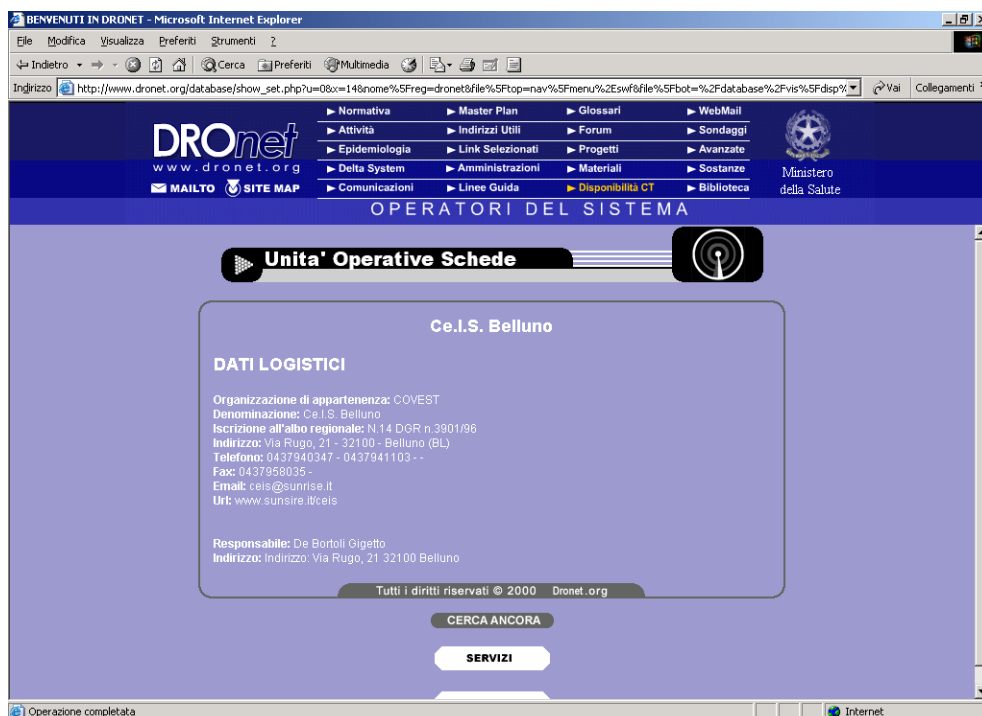 BENVENUTI IN DRONET - Microsoft Internet Explorer
File Modifica Visualizza Preferiti Strumenti ?
Indietro Cerca Preferiti Multimedia
Indirizzo http://www.dronet.org/database/show_set.php?u=0&x=14&nome%5Freg=dronet&file%5Ftop=nav%5Fmenu%2Eswf&file%5Fbot=%2Fdatabase%2Fvis%5Fdisp% Vai Collegamenti
DROnet
www.dronet.org
MAILTO SITE MAP
Normativa Master Plan Glossari WebMail
Attività Indirizzi Utili Forum Sondaggi
Epidemiologia Link Selezionati Progetti Avanzate
Delta System Amministrazioni Materiali Sostanze
Comunicazioni Linee Guida Disponibilità CT Biblioteca
Ministero
della Salute
OPERATORI DEL SISTEMA
Unita' Operative Schede
Ce.I.S. Belluno
DATI LOGISTICI
Organizzazione di appartenenza: COVEST
Denominazione: Ce.I.S. Belluno
Iscrizione all'albo regionale: N.14 DGR n.3901/96
Indirizzo: Via Rugo, 21 - 32100 - Belluno (BL)
Telefono: 0437940347 - 0437941103 - -
Fax: 0437958035 -
Email: ceis@sunrise.it
Url: www.sunsire.it/ceis
Responsabile: De Bortoli Gigetto
Indirizzo: Indirizzo: Via Rugo, 21 32100 Belluno
Tutti i diritti riservati © 2000 Dronet.org
CERCA ANCORA
SERVIZI
Operazione completata Internet